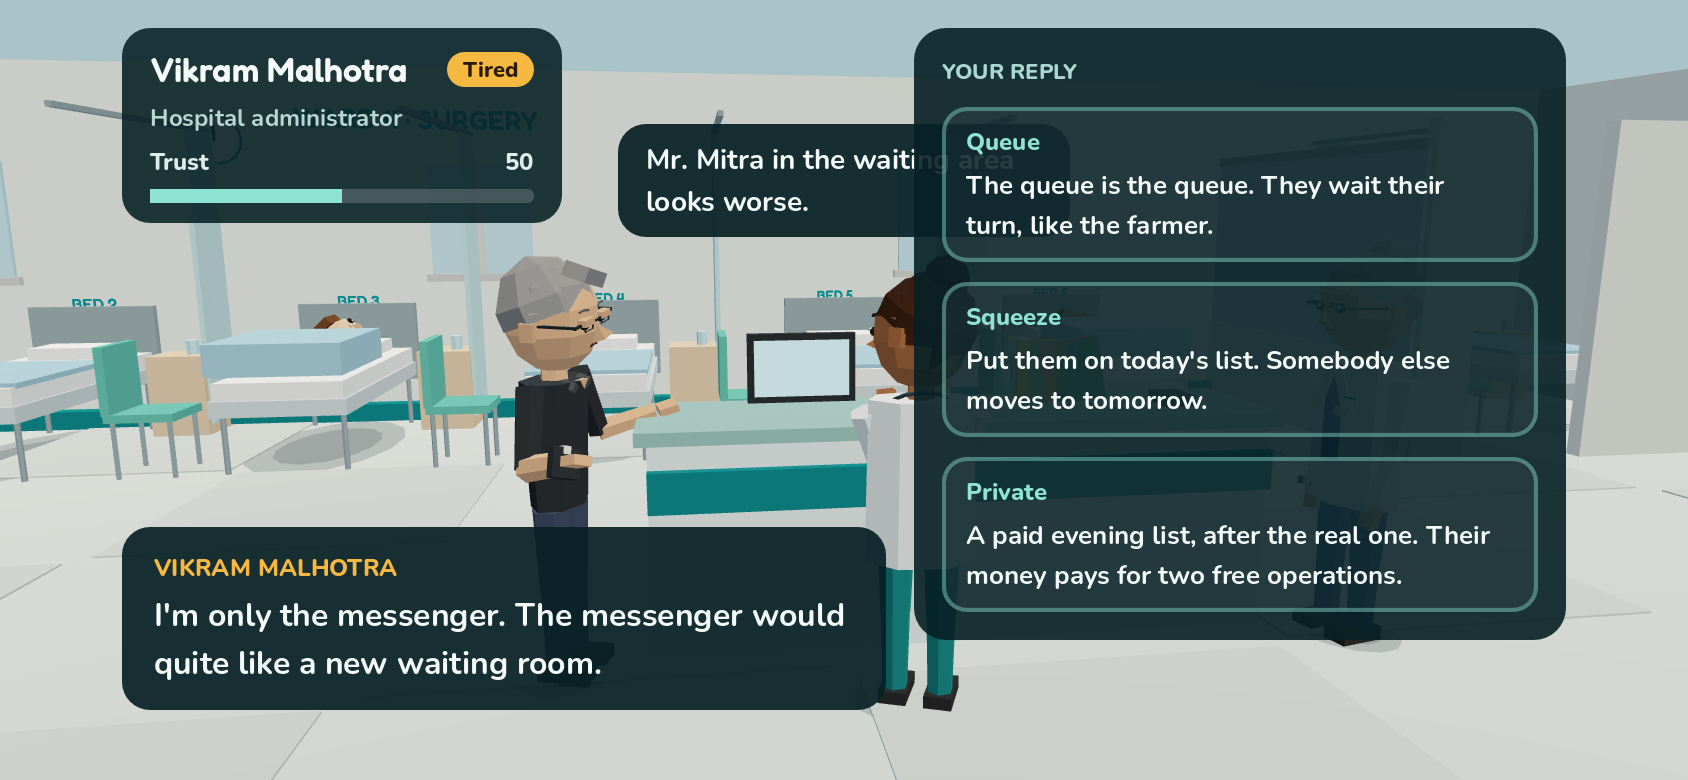 Vikram Malhotra
Tired
Hospital administrator
SURGERY
Trust
50
Mr. Mitra in the waiting area
looks worse.
YOUR REPLY
Queue
The queue is the queue. They wait their
turn, like the farmer.
Squeeze
Put them on today's list. Somebody else
moves to tomorrow.
Private
A paid evening list, after the real one. Their
money pays for two free operations.
BED 2
BED 3
BED 5
VIKRAM MALHOTRA
I'm only the messenger. The messenger would
quite like a new waiting room.